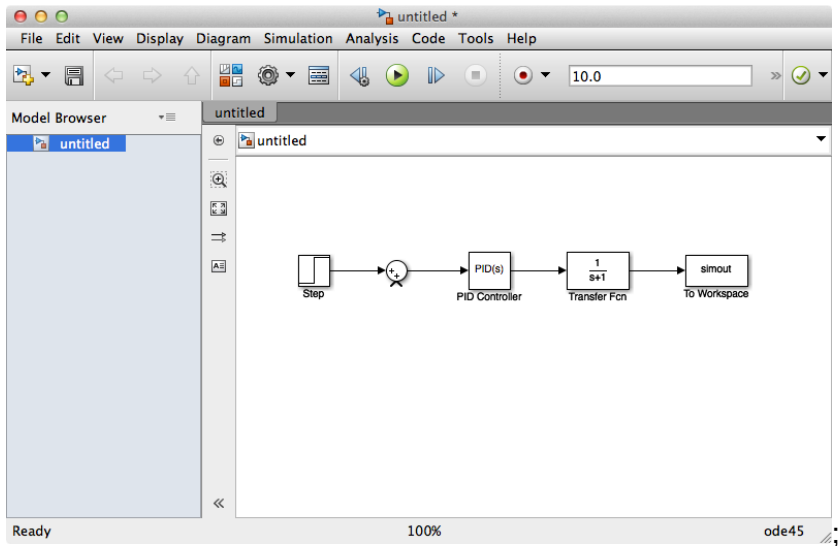 untitled *
File Edit View Display Diagram Simulation Analysis Code Tools Help
10.0
Model Browser
untitled
untitled
untitled
PID(s)
1
s+1
simout
Step
PID Controller
Transfer Fcn
To Workspace
Ready
100%
ode45